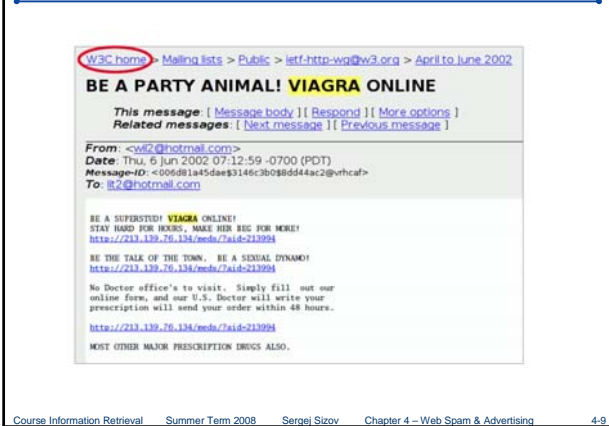 W3C home > Mailing lists > Public > ietf-http-wg@w3.org > April to June 2002
BE A PARTY ANIMAL! VIAGRA ONLINE
This message: [ Message body ] [ Respond ] [ More options ]
Related messages: [ Next message ] [ Previous message ]
From: <wil2@hotmail.com>
Date: Thu, 6 Jun 2002 07:12:59 -0700 (PDT)
Message-ID: <006d81a45dae$3146c3b0$8dd44ac2@vrhcaf>
To: lit2@hotmail.com
BE A SUPERSTUD! VIAGRA ONLINE!
STAY HARD FOR HOURS, MAKE HER BEG FOR MORE!
http://213.139.76.134/meds/?aid=213994
BE THE TALK OF THE TOWN. BE A SEXUAL DYNAMO!
http://213.139.76.134/meds/?aid=213994
No Doctor office's to visit. Simply fill out our
online form, and our U.S. Doctor will write your
prescription will send your order within 48 hours.
http://213.139.76.134/meds/?aid=213994
MOST OTHER MAJOR PRESCRIPTION DRUGS ALSO.
Course Information Retrieval Summer Term 2008 Sergej Sizov Chapter 4 – Web Spam & Advertising 4-9